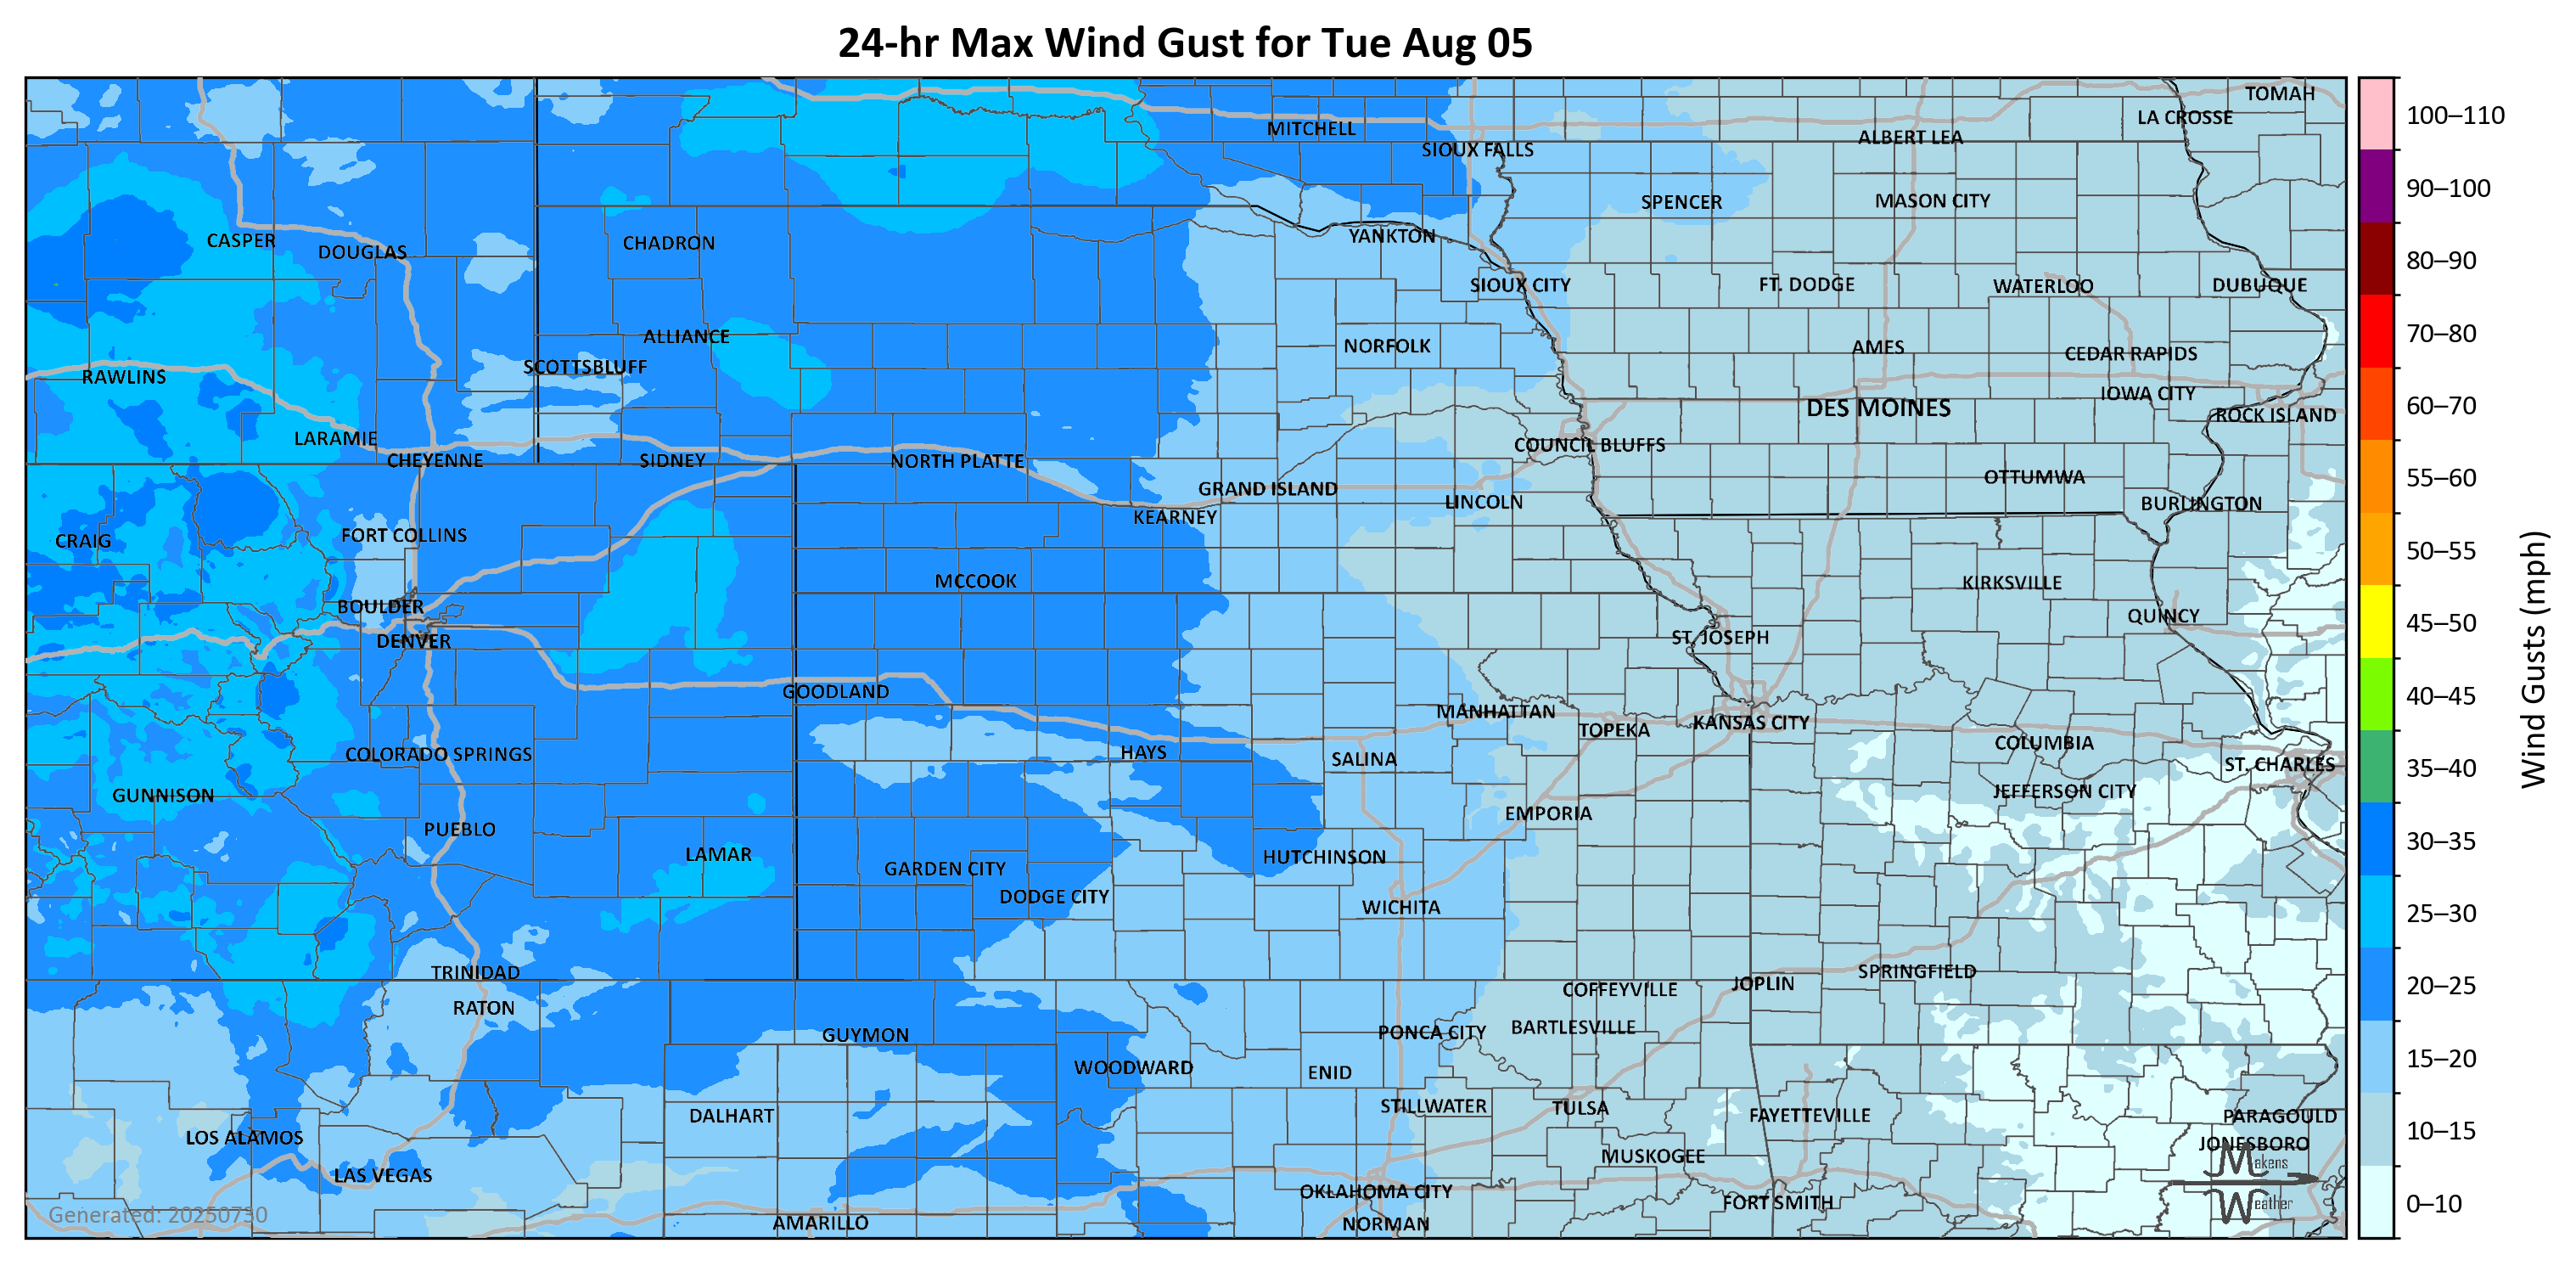 24-hr Max Wind Gust for Tue Aug 05
TOMAH
LA CROSSE
MITCHELL
ALBERT LEA
SIOUX FALLS
SPENCER
MASON CITY
CASPER
DOUGLAS
CHADRON
YANKTON
SIOUX CITY
FT. DODGE
WATERLOO
DUBUQUE
ALLIANCE
NORFOLK
AMES
CEDAR RAPIDS
SCOTTSBLUFF
RAWLINS
IOWA CITY
DES MOINES
ROCK ISLAND
LARAMIE
COUNCIL BLUFFS
CHEYENNE
SIDNEY
NORTH PLATTE
OTTUMWA
GRAND ISLAND
LINCOLN
BURLINGTON
KEARNEY
CRAIG
FORT COLLINS
MCCOOK
KIRKSVILLE
BOULDER
QUINCY
DENVER
ST. JOSEPH
GOODLAND
MANHATTAN
TOPEKA
KANSAS CITY
COLORADO SPRINGS
HAYS
SALINA
COLUMBIA
ST. CHARLES
GUNNISON
JEFFERSON CITY
PUEBLO
EMPORIA
LAMAR
GARDEN CITY
HUTCHINSON
DODGE CITY
WICHITA
TRINIDAD
SPRINGFIELD
JOPLIN
COFFEYVILLE
RATON
GUYMON
PONCA CITY
BARTLESVILLE
WOODWARD
ENID
DALHART
STILLWATER
TULSA
FAYETTEVILLE
PARAGOULD
LOS ALAMOS
JONESBORO
MUSKOGEE
LAS VEGAS
OKLAHOMA CITY
FORT SMITH
AMARILLO
NORMAN
Generated: 20250730
Makens
Weather
100–110
90–100
80–90
70–80
60–70
55–60
50–55
45–50
40–45
35–40
30–35
25–30
20–25
15–20
10–15
0–10
Wind Gusts (mph)